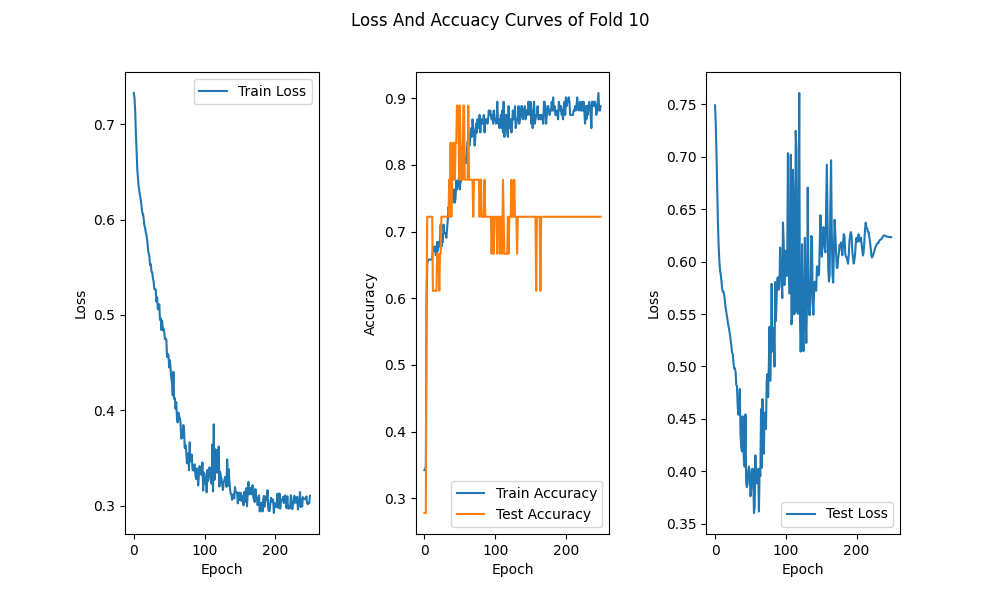 Loss And Accuacy Curves of Fold 10
Loss
0.7
0.6
0.5
0.4
0.3
Train Loss
0 100 200
Epoch
Accuracy
0.9
0.8
0.7
0.6
0.5
0.4
0.3
Train Accuracy
Test Accuracy
0 100 200
Epoch
Loss
0.75
0.70
0.65
0.60
0.55
0.50
0.45
0.40
0.35
Test Loss
0 100 200
Epoch